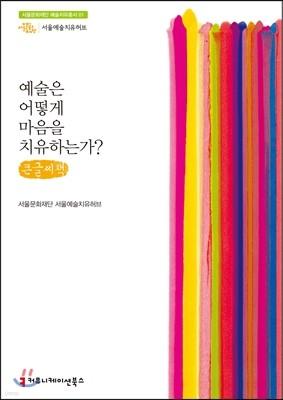 서울문화재단 예술치유총서 01
서울예술치유허브
예술은
어떻게
마음을
치유하는가?
큰글씨책
서울문화재단 서울예술치유허브
커뮤니케이션북스